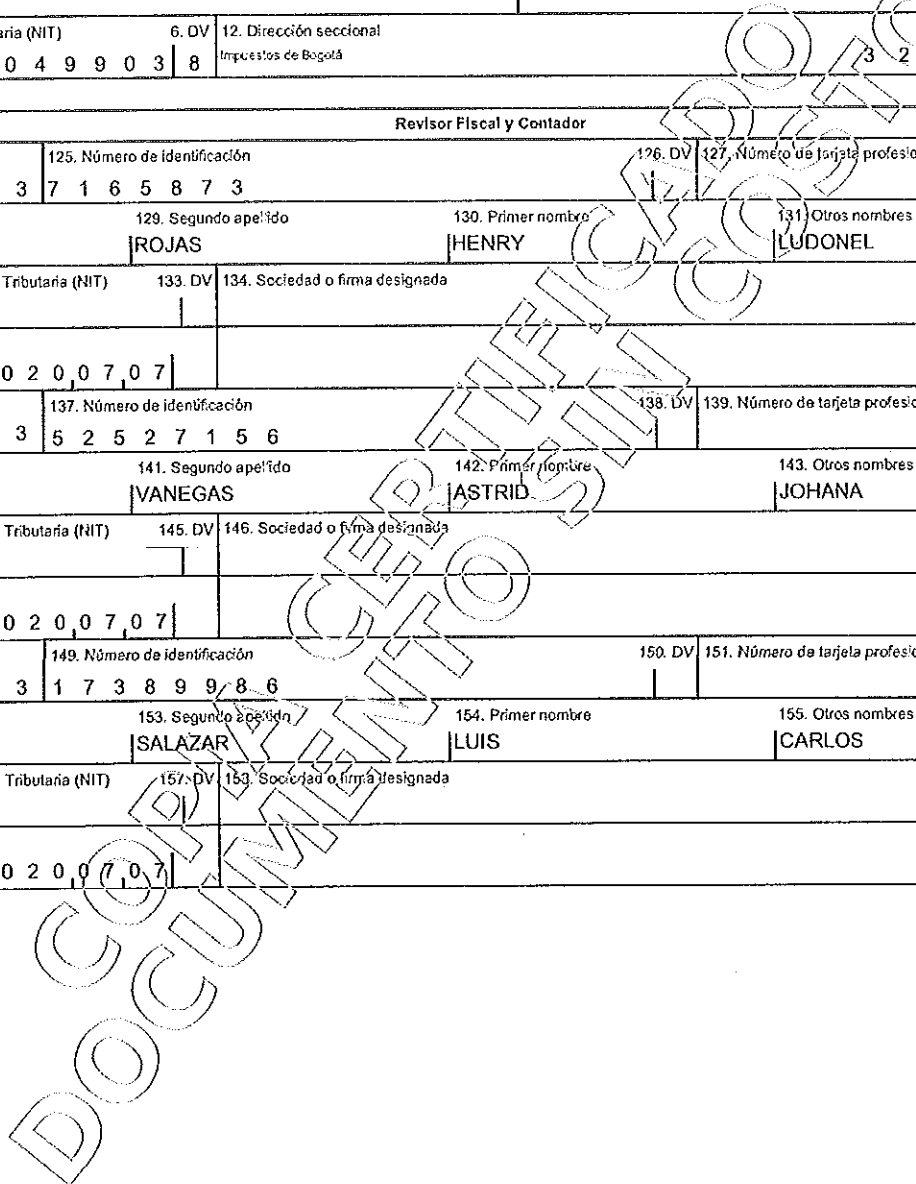 aria (NIT) 6. DV 12. Dirección seccional
0 4 9 9 0 3 8 Impuestos de Bogotá 3 2
Revisor Fiscal y Contador
125. Número de identificación 126. DV 127. Número de tarjeta profesio
3 7 1 6 5 8 7 3
129. Segundo apellido 130. Primer nombre 131. Otros nombres
ROJAS HENRY LUDONEL
Tributaria (NIT) 133. DV 134. Sociedad o firma designada
0 2 0 0 7 0 7
137. Número de identificación 138. DV 139. Número de tarjeta profesio
3 5 2 5 2 7 1 5 6
141. Segundo apellido 142. Primer nombre 143. Otros nombres
VANEGAS ASTRID JOHANA
Tributaria (NIT) 145. DV 146. Sociedad o firma designada
0 2 0 0 7 0 7
149. Número de identificación 150. DV 151. Número de tarjeta profesio
3 1 7 3 8 9 9 8 6
153. Segundo apellido 154. Primer nombre 155. Otros nombres
SALAZAR LUIS CARLOS
Tributaria (NIT) 157. DV 158. Sociedad o firma designada
0 2 0 0 7 0 7
COPIA CERTIFICADO
DOCUMENTO SIN COSTO